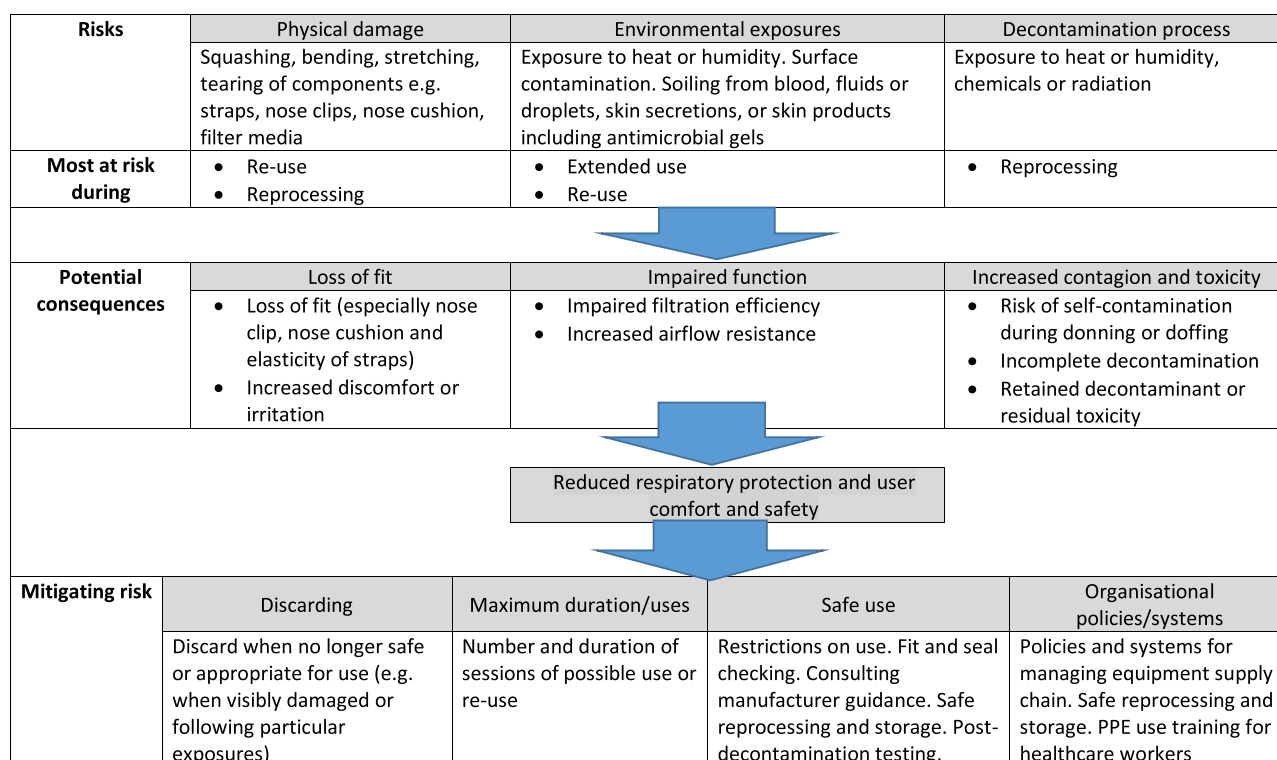 Risks
Physical damage
Environmental exposures
Decontamination process
Squashing, bending, stretching,
tearing of components e.g.
straps, nose clips, nose cushion,
filter media
Exposure to heat or humidity. Surface
contamination. Soiling from blood, fluids or
droplets, skin secretions, or skin products
including antimicrobial gels
Exposure to heat or humidity,
chemicals or radiation
Most at risk
during
• Re-use
• Reprocessing
• Extended use
• Re-use
• Reprocessing
Potential
consequences
Loss of fit
Impaired function
Increased contagion and toxicity
• Loss of fit (especially nose
clip, nose cushion and
elasticity of straps)
• Increased discomfort or
irritation
• Impaired filtration efficiency
• Increased airflow resistance
• Risk of self-contamination
during donning or doffing
• Incomplete decontamination
• Retained decontaminant or
residual toxicity
Reduced respiratory protection and user
comfort and safety
Mitigating risk
Discarding
Maximum duration/uses
Safe use
Organisational
policies/systems
Discard when no longer safe
or appropriate for use (e.g.
when visibly damaged or
following particular
exposures)
Number and duration of
sessions of possible use or
re-use
Restrictions on use. Fit and seal
checking. Consulting
manufacturer guidance. Safe
reprocessing and storage. Post-
decontamination testing.
Policies and systems for
managing equipment supply
chain. Safe reprocessing and
storage. PPE use training for
healthcare workers